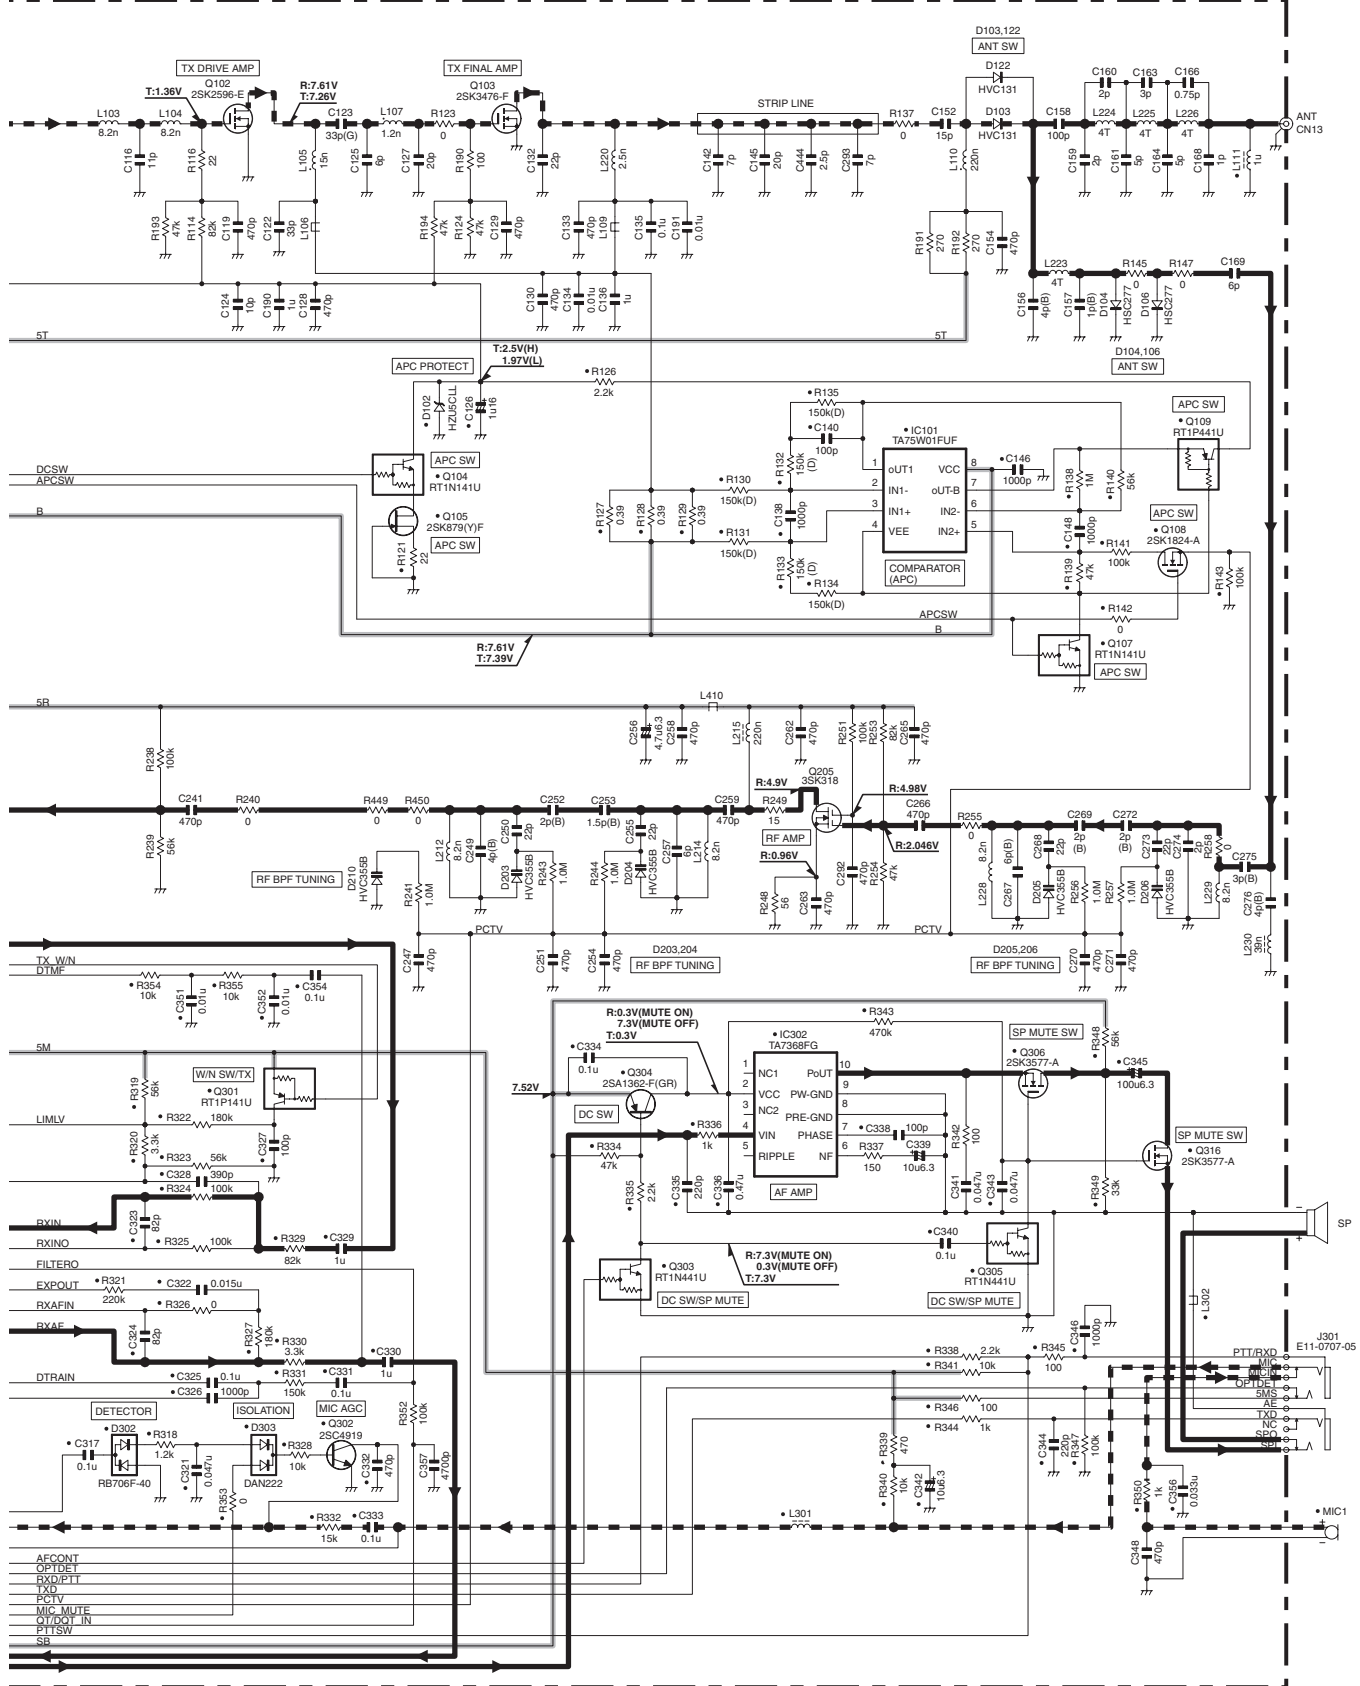 D103,122
ANT SW
D122
HVC131
C160
2p
C163
3p
C166
0.75p
TX DRIVE AMP
Q102
2SK2596-E
T:1.36V
R:7.61V
T:7.26V
TX FINAL AMP
Q103
2SK3476-F
L103
8.2n
L104
8.2n
C123
33p(G)
L107
1.2n
R123
0
STRIP LINE
R137
0
C152
15p
D103
HVC131
C158
100p
L224
4T
L225
4T
L226
4T
ANT
CN13
C116
11p
R116
22
L105
15n
C125
6p
C127
20p
R190
100
C132
22p
L220
2.5n
C142
7p
C145
20p
C444
2.5p
C293
7p
L110
220n
C159
2p
C161
5p
C164
5p
C168
1p
L111
1u
R193
47k
R114
82k
C119
470p
C122
33p
L106
R194
47k
R124
47k
C129
470p
C133
470p
L109
C135
0.1u
C191
0.01u
R191
270
R192
270
C154
470p
L223
4T
R145
0
R147
0
C169
6p
C124
10p
C190
1u
C128
470p
C130
470p
C134
0.01u
C136
1u
C156
4p(B)
C157
1p(B)
D104
HSC277
D106
HSC277
5T
5T
D104,106
ANT SW
T:2.5V(H)
1.97V(L)
APC PROTECT
R126
2.2k
D102
HZU5CLL
C126
1u16
R135
150k(D)
C140
100p
IC101
TA75W01FUF
APC SW
Q109
RT1P441U
DCSW
APCSW
APC SW
Q104
RT1N141U
R132
150k
(D)
1
oUT1
VCC
8
2
IN1-
oUT-B
7
3
IN1+
IN2-
6
4
VEE
IN2+
5
C146
1000p
R138
1M
R140
56k
B
Q105
2SK879(Y)F
APC SW
R121
22
R127
0.39
R128
0.39
R129
0.39
R130
150k(D)
R131
150k(D)
C138
1000p
R133
150k
(D)
R134
150k(D)
COMPARATOR
(APC)
C148
1000p
R139
47k
R141
100k
APC SW
Q108
2SK1824-A
R143
100k
APCSW
B
R142
0
Q107
RT1N141U
APC SW
R:7.61V
T:7.39V
5R
L410
R238
100k
C256
4.7u6.3
C258
470p
L215
220n
C262
470p
R251
100k
R253
82k
C265
470p
Q205
3SK318
R:4.9V
R:4.98V
C241
470p
R240
0
R449
0
R450
0
C252
2p(B)
C253
1.5p(B)
C259
470p
R249
15
RF AMP
C266
470p
R255
0
C269
2p
(B)
C272
2p
(B)
R:2.046V
R:0.96V
R239
56k
L212
8.2n
C249
4p(B)
C250
22p
D203
HVC355B
R243
1.0M
R244
1.0M
C255
22p
D204
HVC355B
C257
6p
L214
8.2n
RF BPF TUNING
D210
HVC355B
R241
1.0M
R248
56
C263
470p
C292
470p
R254
47k
L228
8.2n
C267
6p(B)
C268
22p
D205
HVC355B
R256
1.0M
R257
1.0M
C273
22p
D206
HVC355B
C274
2p
R258
0
L229
8.2n
C275
3p(B)
C276
4p(B)
L230
39n
PCTV
PCTV
C247
470p
C251
470p
C254
470p
D203,204
RF BPF TUNING
D205,206
RF BPF TUNING
C270
470p
C271
470p
TX_W/N
DTMF
R354
10k
C351
0.01u
R355
10k
C352
0.01u
C354
0.1u
R:0.3V(MUTE ON)
7.3V(MUTE OFF)
T:0.3V
R343
470k
5M
C334
0.1u
IC302
TA7368FG
SP MUTE SW
Q306
2SK3577-A
R348
56k
C345
100u6.3
W/N SW/TX
Q301
RT1P141U
R319
56k
7.52V
Q304
2SA1362-F(GR)
DC SW
1
NC1
PoUT
10
2
VCC
PW-GND
9
3
NC2
PRE-GND
8
4
VIN
PHASE
7
5
RIPPLE
NF
6
AF AMP
LIMLV
R322
180k
R320
3.3k
C327
100p
R323
56k
C328
390p
R324
100k
R334
47k
R336
1k
R335
2.2k
C335
220p
C336
0.47u
C338
100p
R337
150
C339
10u6.3
R342
100
C341
0.047u
C343
0.047u
R349
33k
SP MUTE SW
Q316
2SK3577-A
SP
RXIN
C323
82p
RXINO
R325
100k
R329
82k
C329
1u
R:7.3V(MUTE ON)
0.3V(MUTE OFF)
T:7.3V
C340
0.1u
Q303
RT1N441U
DC SW/SP MUTE
Q305
RT1N441U
DC SW/SP MUTE
FILTERO
EXPOUT
R321
220k
C322
0.015u
RXAFIN
R326
0
RXAF
C324
82p
R327
180k
R330
3.3k
C330
1u
L302
C346
1000p
J301
E11-0707-05
R338
2.2k
R345
100
R341
10k
R346
100
R344
1k
PTT/RXD
MIC
MICIN
OPTDET
5MS
AE
TXD
NC
SPO
SPI
DTRAIN
C325
0.1u
C326
1000p
R331
150k
C331
0.1u
R352
100k
DETECTOR
D302
RB706F-40
C317
0.1u
R318
1.2k
C321
0.047u
ISOLATION
D303
DAN222
R328
10k
MIC AGC
Q302
2SC4919
C332
470p
C357
4700p
R353
0
R339
470
R340
10k
C342
10u6.3
C344
220p
R347
100k
R350
1k
C356
0.033u
R332
15k
C333
0.1u
L301
MIC1
C348
470p
AFCONT
OPTDET
RXD/PTT
TXD
PCTV
MIC_MUTE
QT/DQT_IN
PTTSW
SB